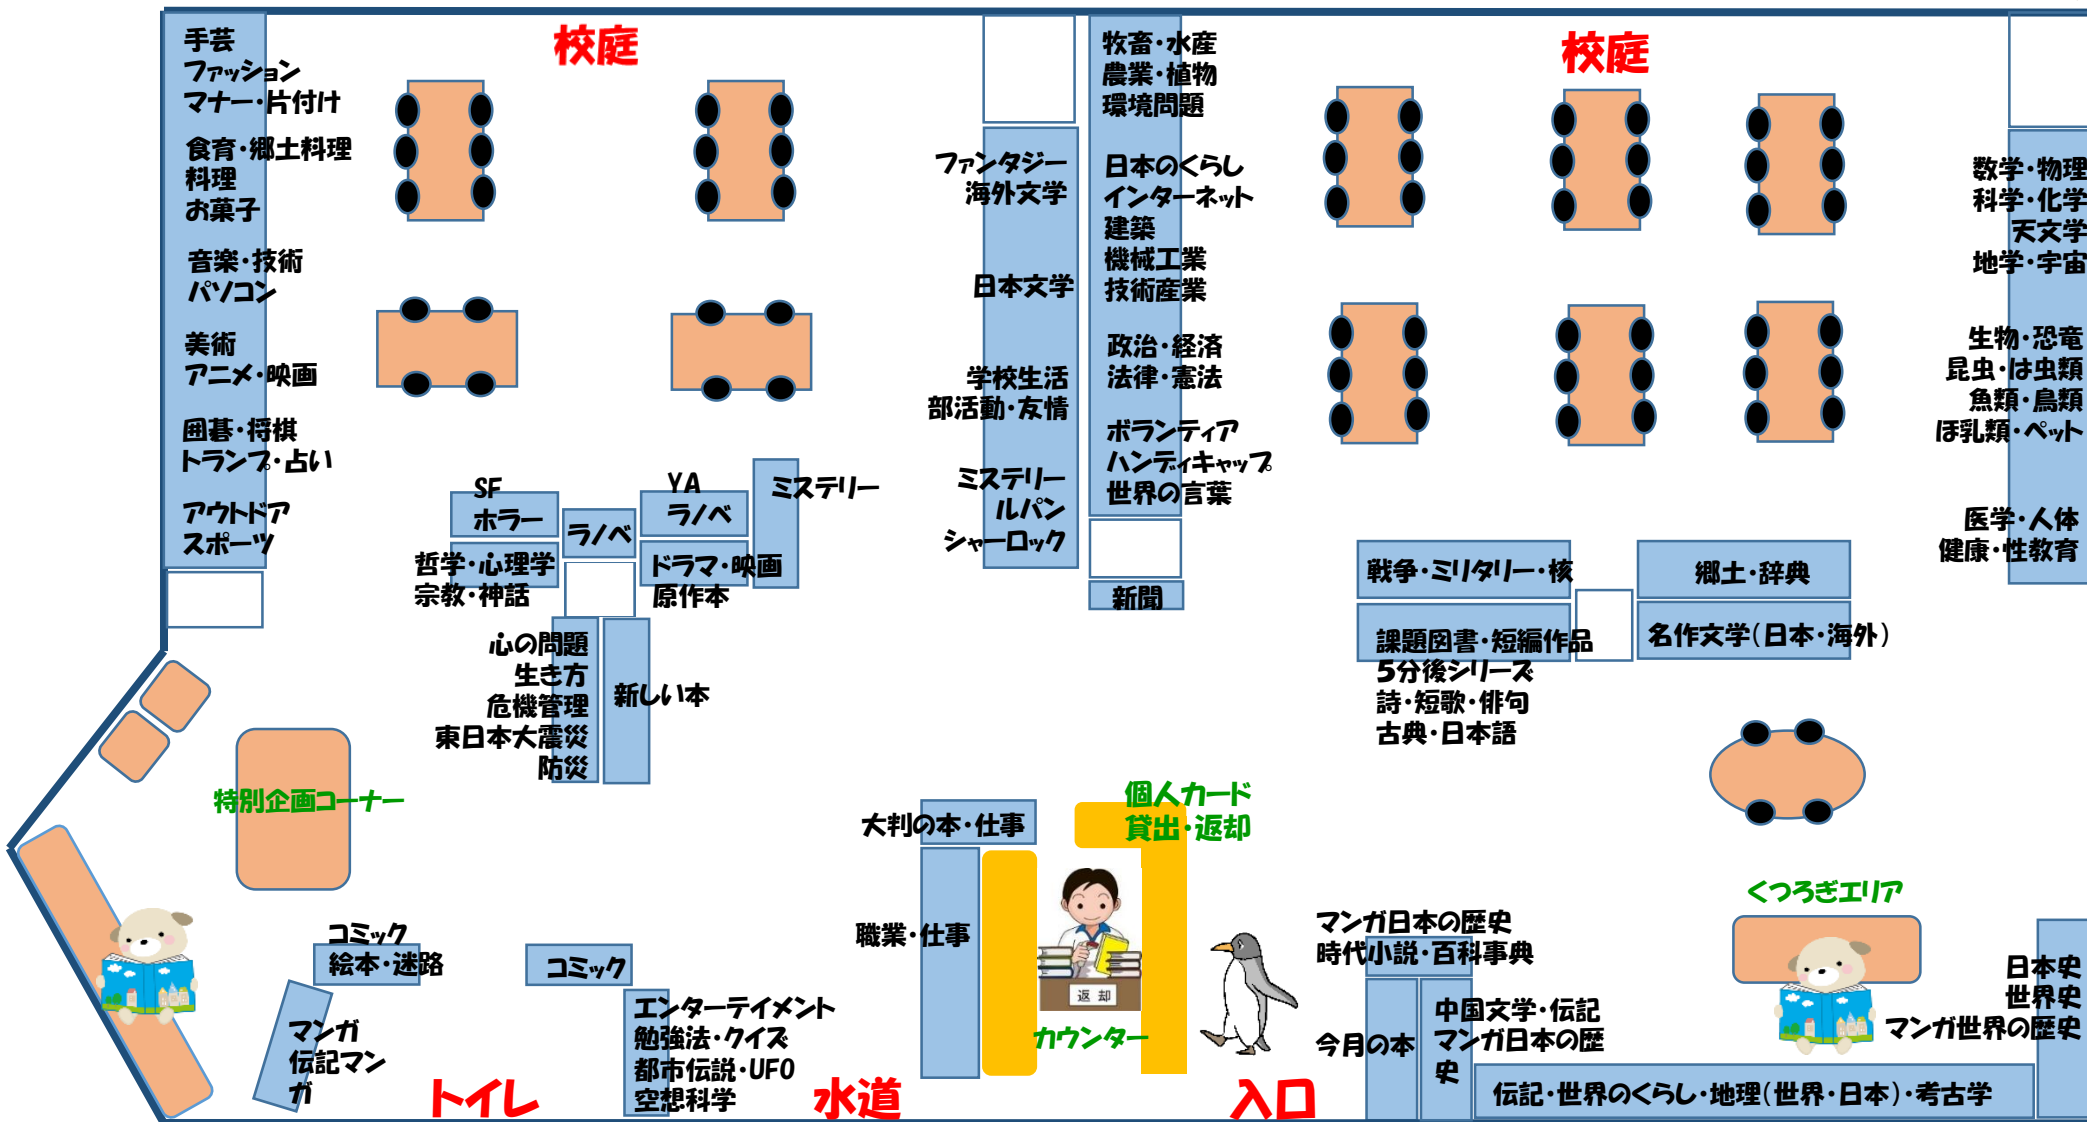 手芸
ファッション
マナー・片付け
食育・郷土料理
料理
お菓子
音楽・技術
パソコン
美術
アニメ・映画
囲碁・将棋
トランプ・占い
アウトドア
スポーツ
校庭
ファンタジー
海外文学
日本文学
学校生活
部活動・友情
ミステリー
ルパン
シャーロック
牧畜・水産
農業・植物
環境問題
日本のくらし
インターネット
建築
機械工業
技術産業
政治・経済
法律・憲法
ボランティア
ハンディキャップ
世界の言葉
新聞
校庭
数学・物理
科学・化学
天文学
地学・宇宙
生物・恐竜
昆虫・は虫類
魚類・鳥類
ほ乳類・ペット
医学・人体
健康・性教育
SF
ホラー
ラノベ
YA
ラノベ
ミステリー
哲学・心理学
宗教・神話
ドラマ・映画
原作本
心の問題
生き方
危機管理
東日本大震災
防災
新しい本
戦争・ミリタリー・核
郷土・辞典
課題図書・短編作品
5分後シリーズ
詩・短歌・俳句
古典・日本語
名作文学(日本・海外)
特別企画コーナー
大判の本・仕事
職業・仕事
個人カード
貸出・返却
返却
カウンター
くつろぎエリア
コミック
絵本・迷路
コミック
マンガ
伝記マン
ガ
エンターテイメント
勉強法・クイズ
都市伝説・UFO
空想科学
マンガ日本の歴史
時代小説・百科事典
今月の本
中国文学・伝記
マンガ日本の歴
史
日本史
世界史
マンガ世界の歴史
伝記・世界のくらし・地理(世界・日本)・考古学
トイレ
水道
入口